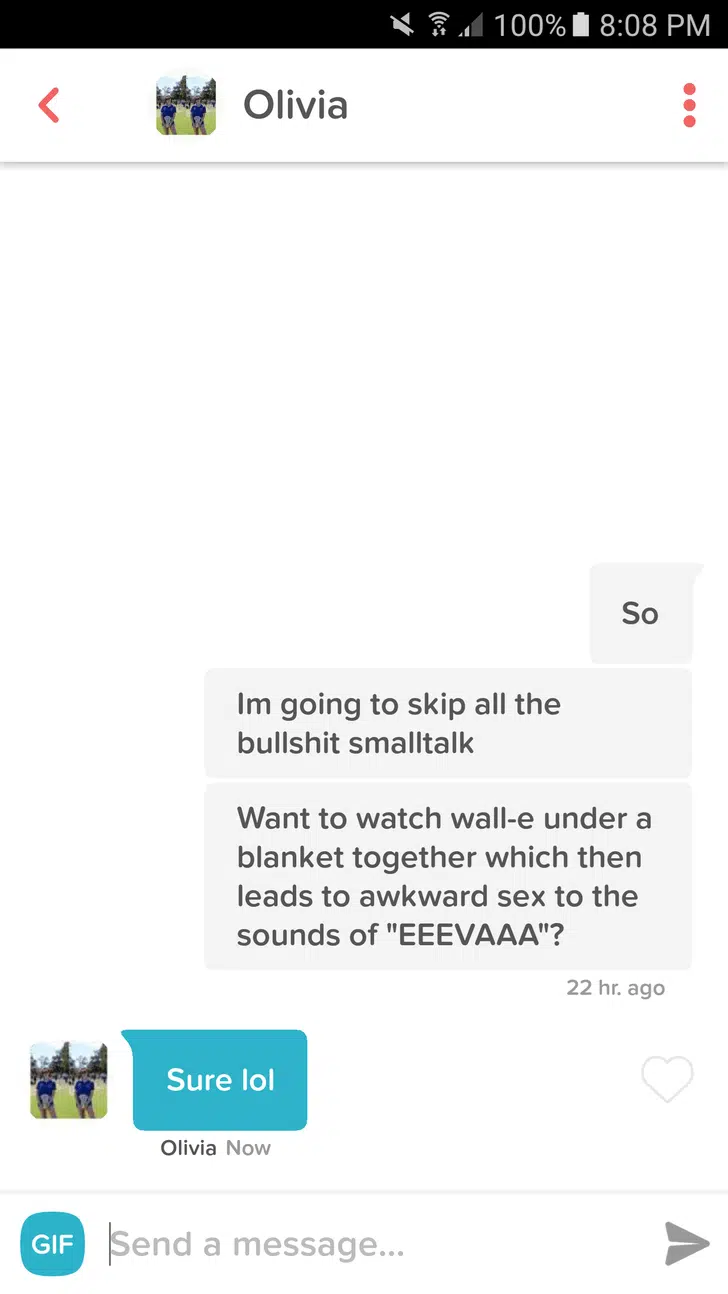 100% 8:08 PM
Olivia
So
Im going to skip all the
bullshit smalltalk
Want to watch wall-e under a
blanket together which then
leads to awkward sex to the
sounds of "EEEVAAA"?
22 hr. ago
Sure lol
Olivia Now
GIF Send a message...